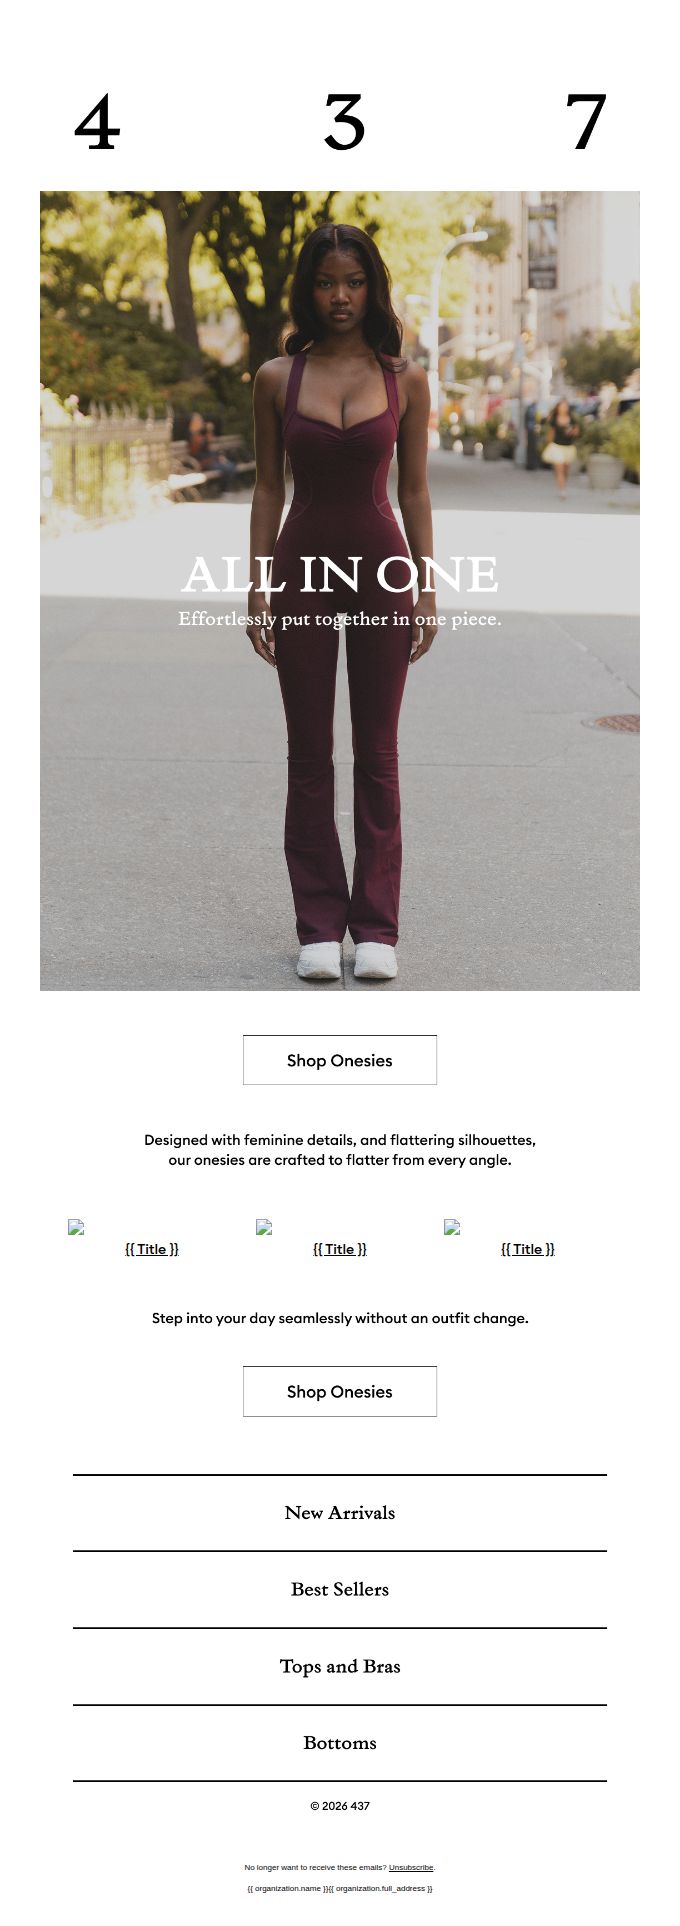 4 3 7
ALL IN ONE
Effortlessly put together in one piece.
Shop Onesies
Designed with feminine details, and flattering silhouettes,
our onesies are crafted to flatter from every angle.
{{ Title }} {{ Title }} {{ Title }}
Step into your day seamlessly without an outfit change.
Shop Onesies
New Arrivals
Best Sellers
Tops and Bras
Bottoms
© 2026 437
No longer want to receive these emails? Unsubscribe.
{{ organization.name }}{{ organization.full_address }}